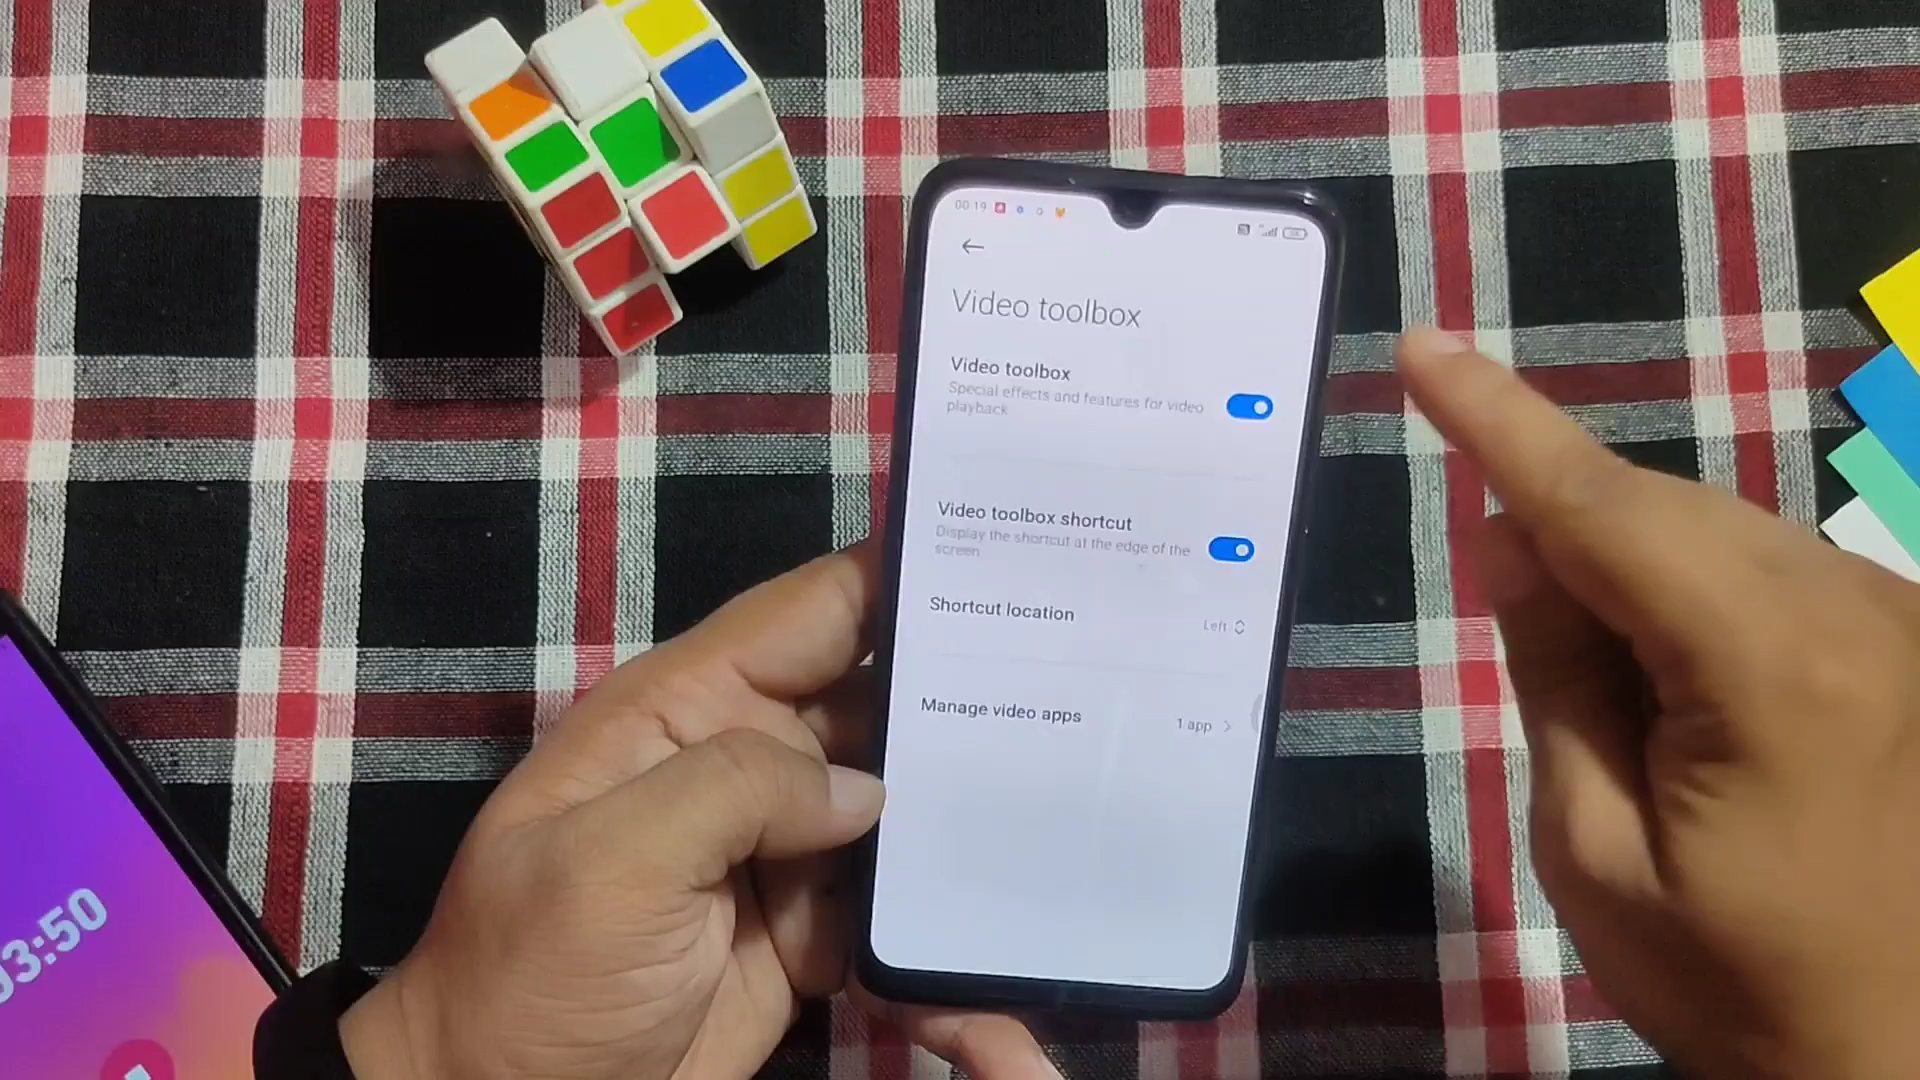 00:19
Video toolbox
Video toolbox
Special effects and features for video
playback
Video toolbox shortcut
Display the shortcut at the edge of the
screen
Shortcut location
Left
Manage video apps
1 app
03:50